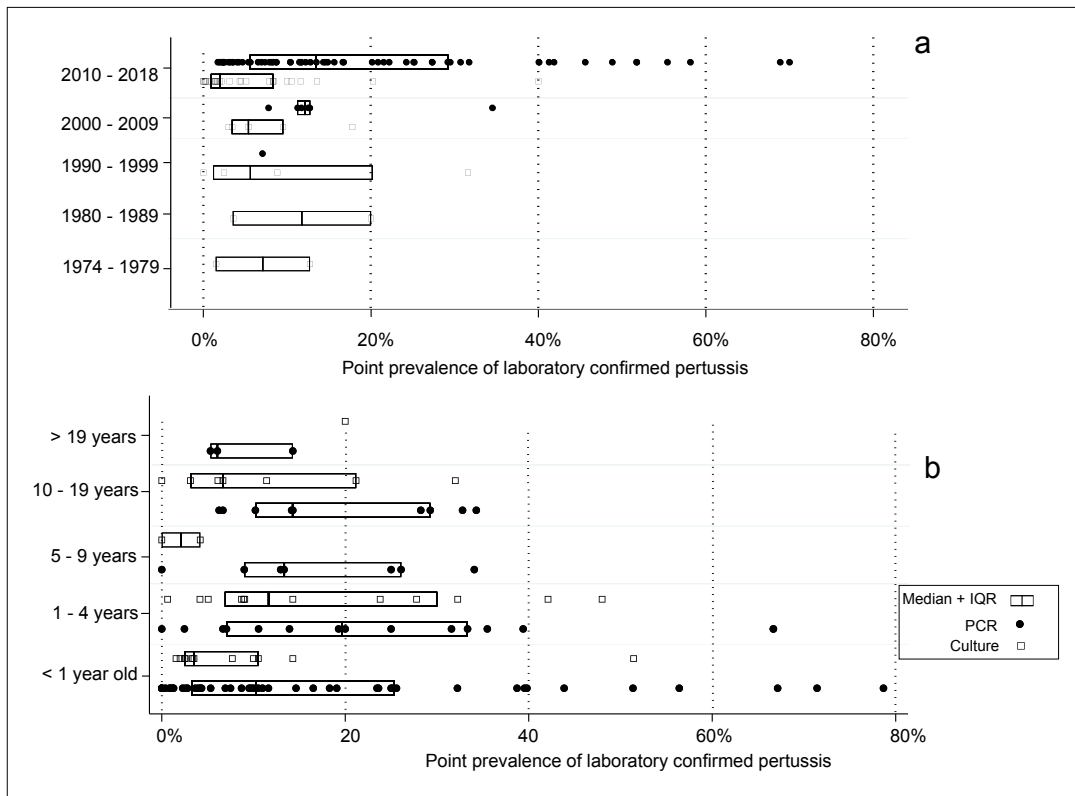 a
2010 - 2018
2000 - 2009
1990 - 1999
1980 - 1989
1974 - 1979
0% 20% 40% 60% 80%
Point prevalence of laboratory confirmed pertussis
b
> 19 years
10 - 19 years
5 - 9 years
1 - 4 years
< 1 year old
Median + IQR
PCR
Culture
0% 20 40% 60% 80%
Point prevalence of laboratory confirmed pertussis